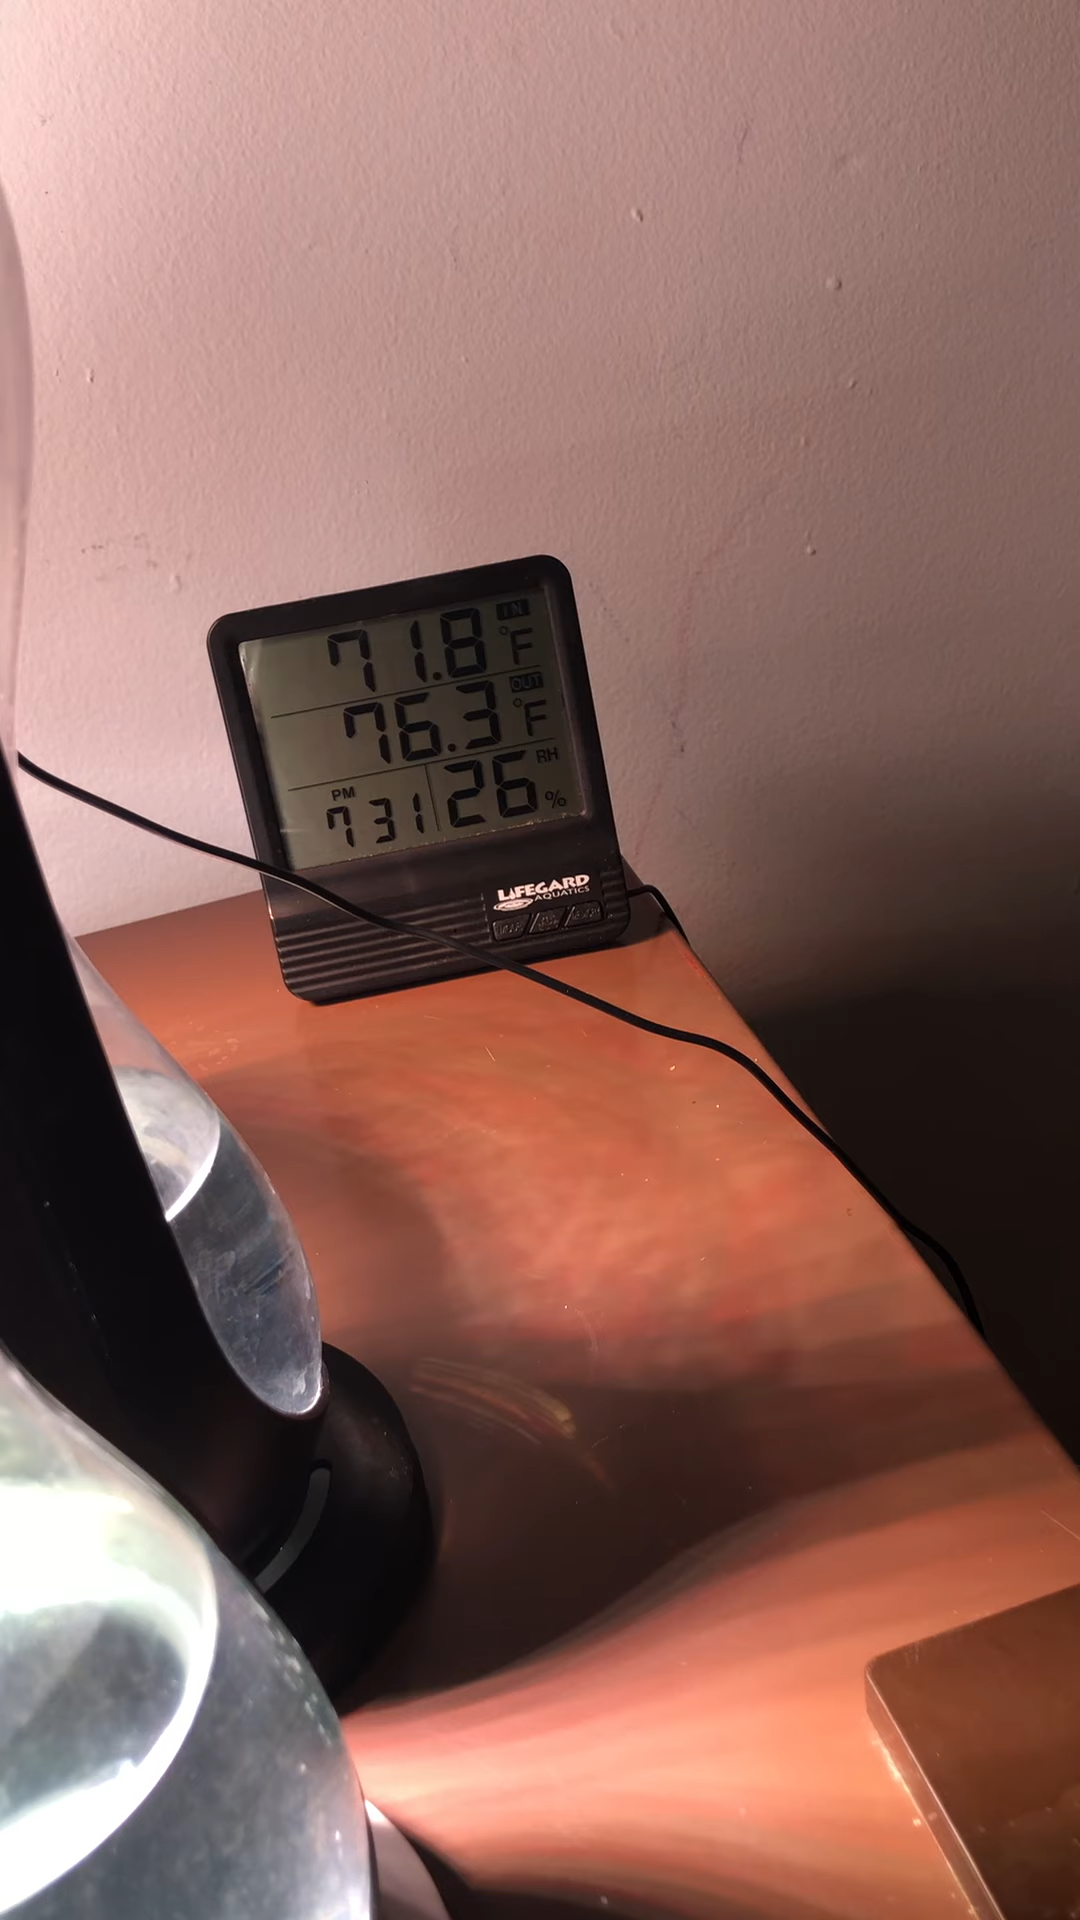 IN
71.8 °F
OUT
76.3 °F
PM
7 31
RH
26 %
LIFEGARD
AQUATICS